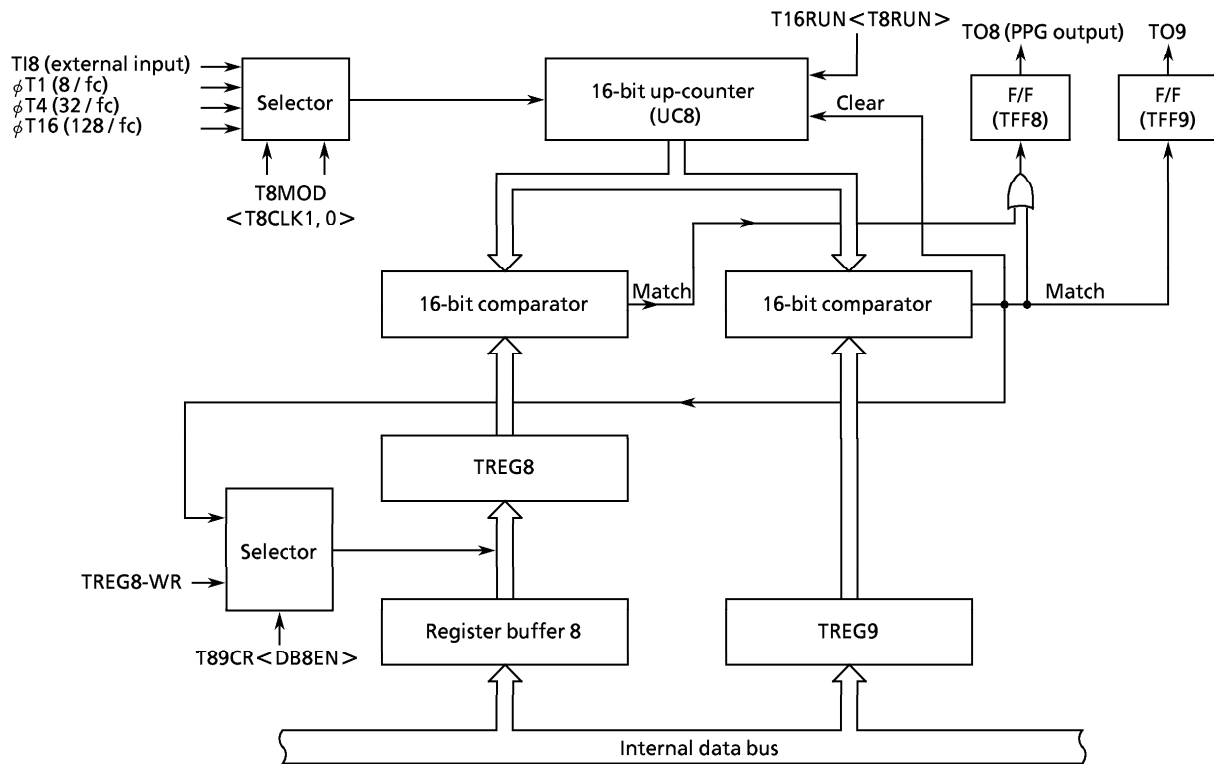 T16RUN<T8RUN>
TO8 (PPG output)
TO9
TI8 (external input)
φT1 (8 / fc)
φT4 (32 / fc)
φT16 (128 / fc)
Selector
16-bit up-counter
(UC8)
Clear
F/F
(TFF8)
F/F
(TFF9)
T8MOD
<T8CLK1, 0>
16-bit comparator
Match
16-bit comparator
Match
TREG8
Selector
TREG8-WR
T89CR<DB8EN>
Register buffer 8
TREG9
Internal data bus